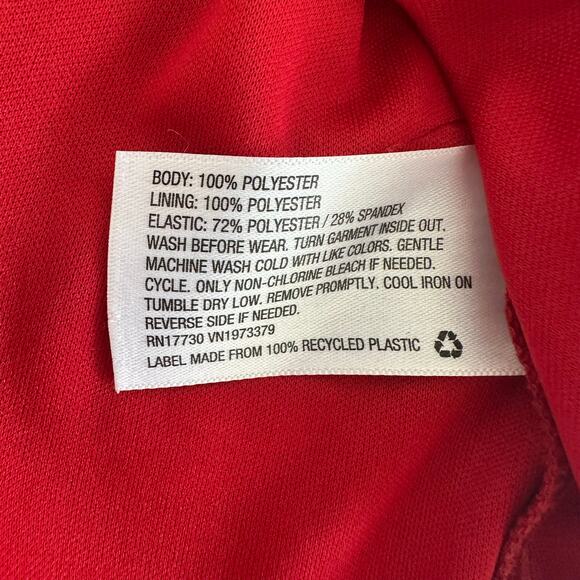 BODY: 100% POLYESTER
LINING: 100% POLYESTER
ELASTIC: 72% POLYESTER / 28% SPANDEX
WASH BEFORE WEAR. TURN GARMENT INSIDE OUT.
MACHINE WASH COLD WITH LIKE COLORS. GENTLE
CYCLE. ONLY NON-CHLORINE BLEACH IF NEEDED.
TUMBLE DRY LOW. REMOVE PROMPTLY. COOL IRON ON
REVERSE SIDE IF NEEDED.
RN17730 VN1973379
LABEL MADE FROM 100% RECYCLED PLASTIC